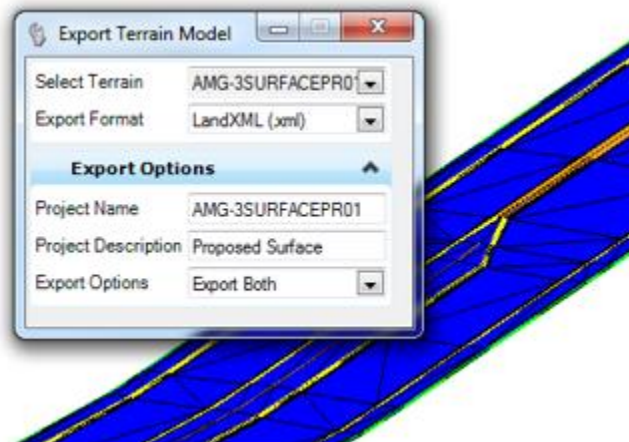 Export Terrain Model
Select Terrain AMG-3SURFACEPR01
Export Format LandXML (.xml)
Export Options
Project Name AMG-3SURFACEPR01
Project Description Proposed Surface
Export Options Export Both